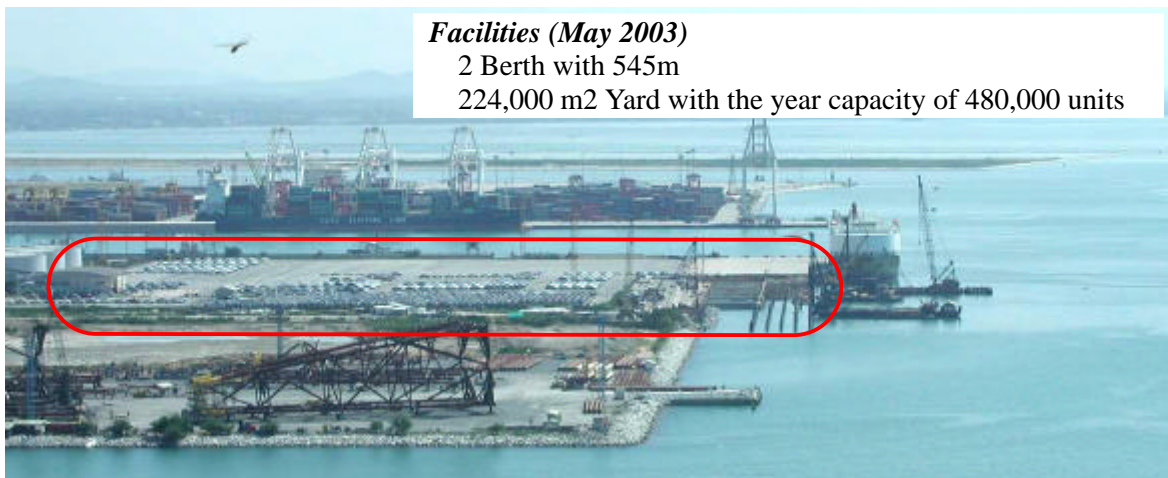 Facilities (May 2003)
2 Berth with 545m
224,000 m2 Yard with the year capacity of 480,000 units